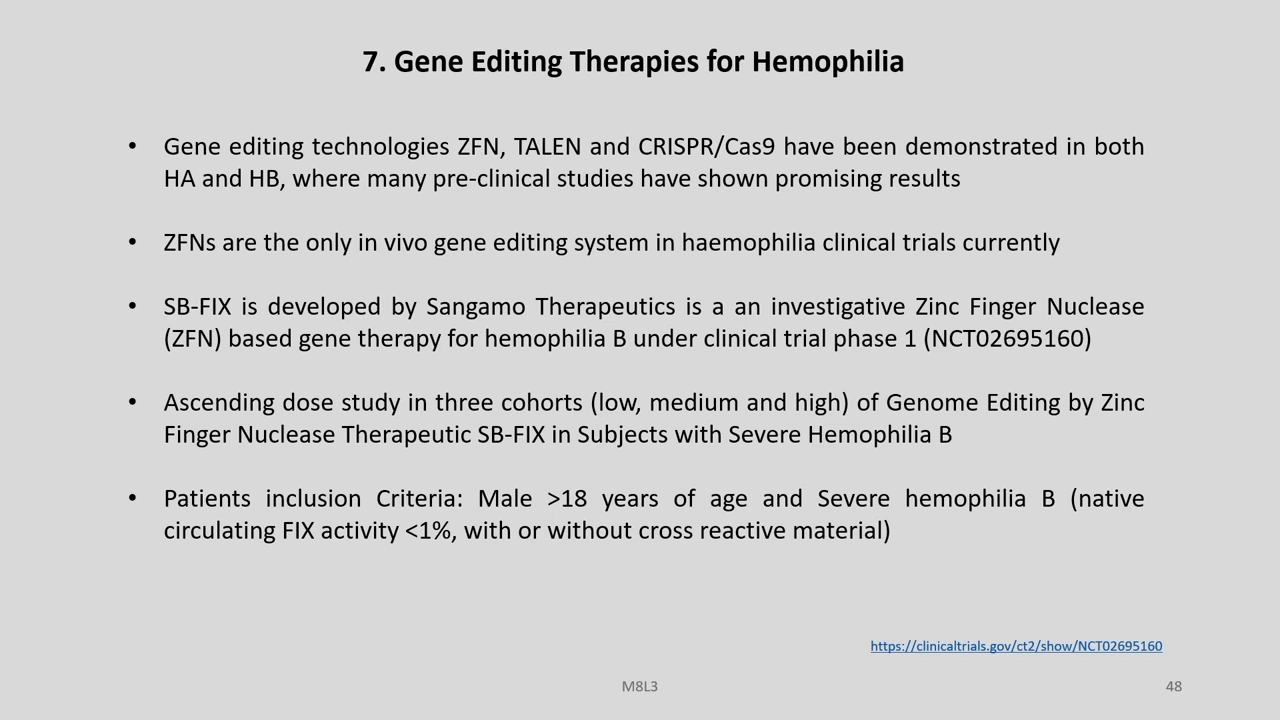 7. Gene Editing Therapies for Hemophilia
• Gene editing technologies ZFN, TALEN and CRISPR/Cas9 have been demonstrated in both
HA and HB, where many pre-clinical studies have shown promising results
• ZFNs are the only in vivo gene editing system in haemophilia clinical trials currently
• SB-FIX is developed by Sangamo Therapeutics is a an investigative Zinc Finger Nuclease
(ZFN) based gene therapy for hemophilia B under clinical trial phase 1 (NCT02695160)
• Ascending dose study in three cohorts (low, medium and high) of Genome Editing by Zinc
Finger Nuclease Therapeutic SB-FIX in Subjects with Severe Hemophilia B
• Patients inclusion Criteria: Male >18 years of age and Severe hemophilia B (native
circulating FIX activity <1%, with or without cross reactive material)
https://clinicaltrials.gov/ct2/show/NCT02695160
M8L3
48